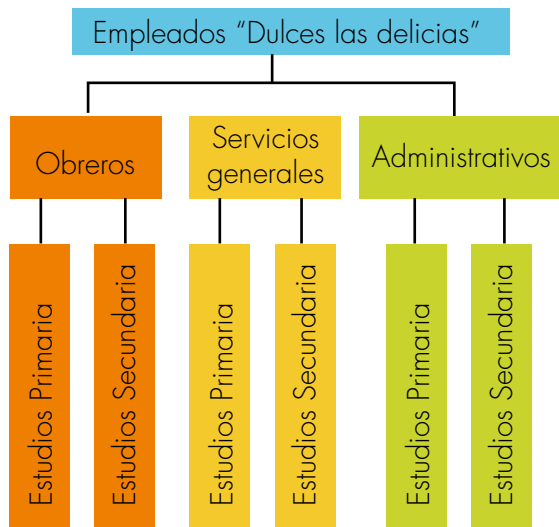 Empleados “Dulces las delicias”
Obreros
Servicios
generales
Administrativos
Estudios Primaria
Estudios Secundaria
Estudios Primaria
Estudios Secundaria
Estudios Primaria
Estudios Secundaria